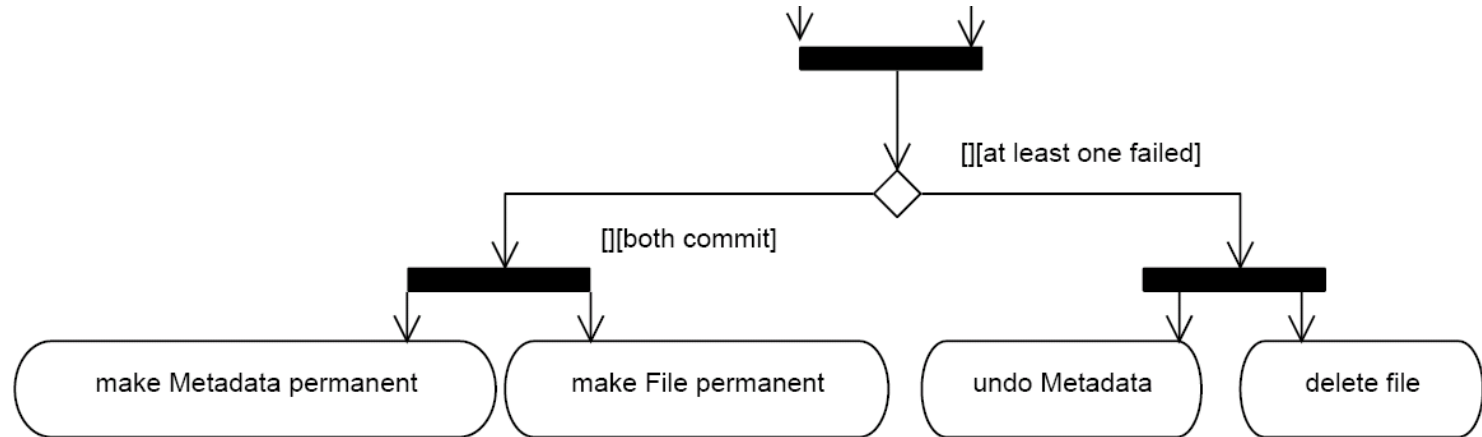 [][at least one failed]
[][both commit]
make Metadata permanent
make File permanent
undo Metadata
delete file